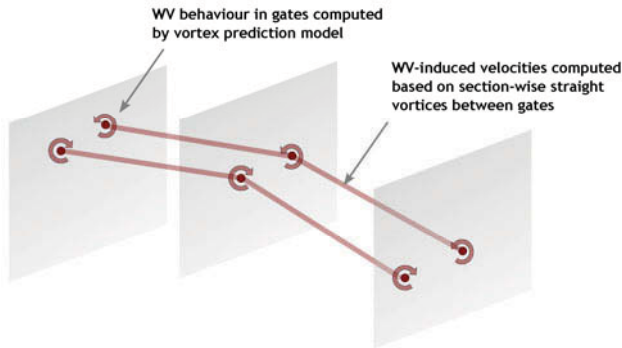 WV behaviour in gates computed
by vortex prediction model
WV-induced velocities computed
based on section-wise straight
vortices between gates